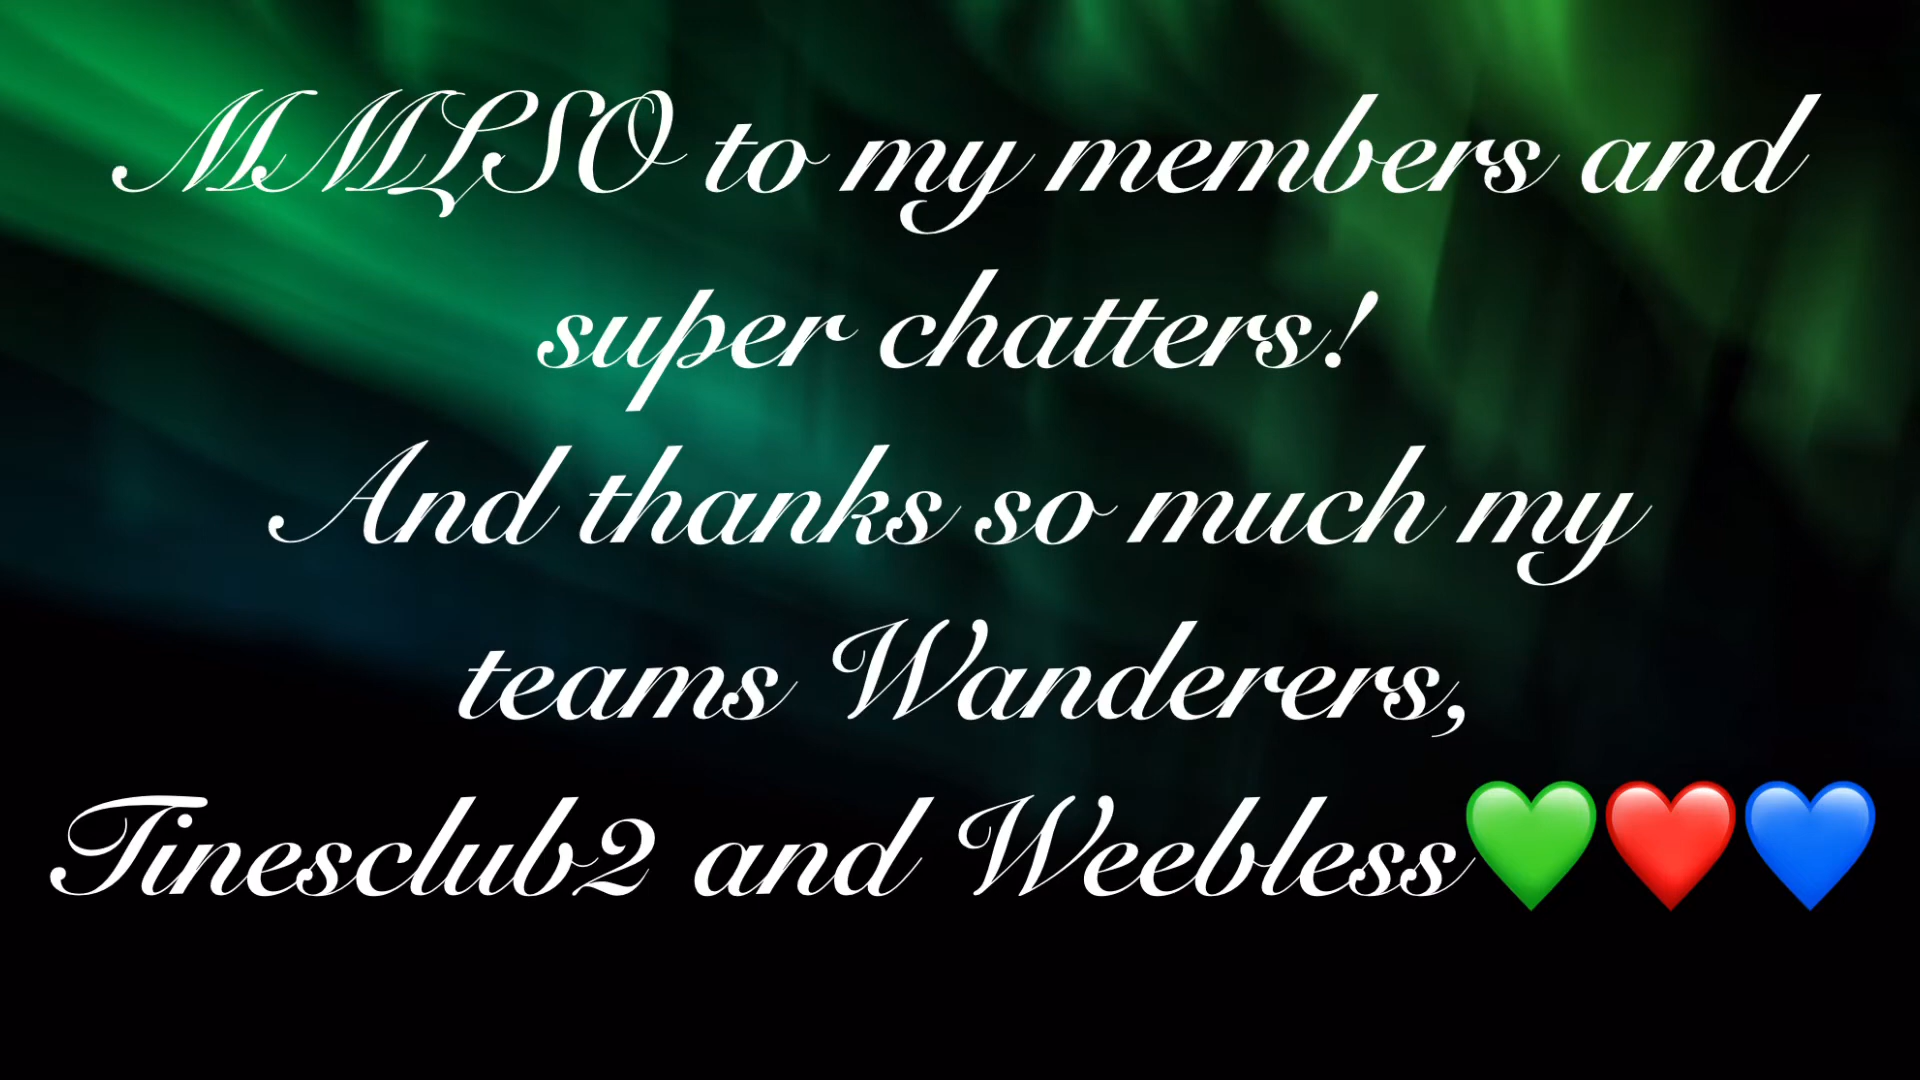 MMLSO to my members and
super chatters!
And thanks so much my
teams Wanderers,
Tinesclub2 and Weebless💚❤️💙